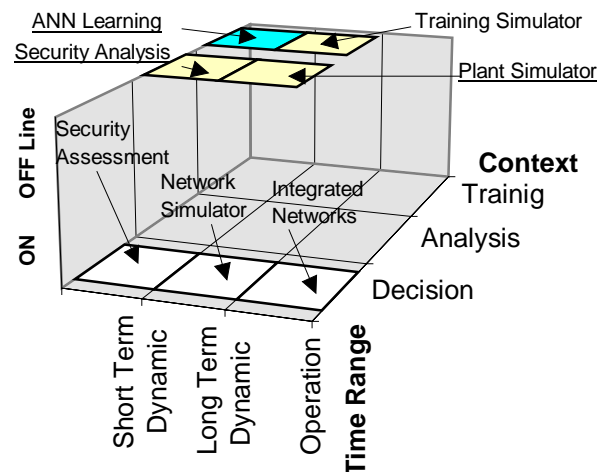 ANN Learning
Training Simulator
Security Analysis
Plant Simulator
OFF Line
ON
Security
Assessment
Network
Simulator
Integrated
Networks
Context
Trainig
Analysis
Decision
Short Term
Dynamic
Long Term
Dynamic
Operation
Time Range